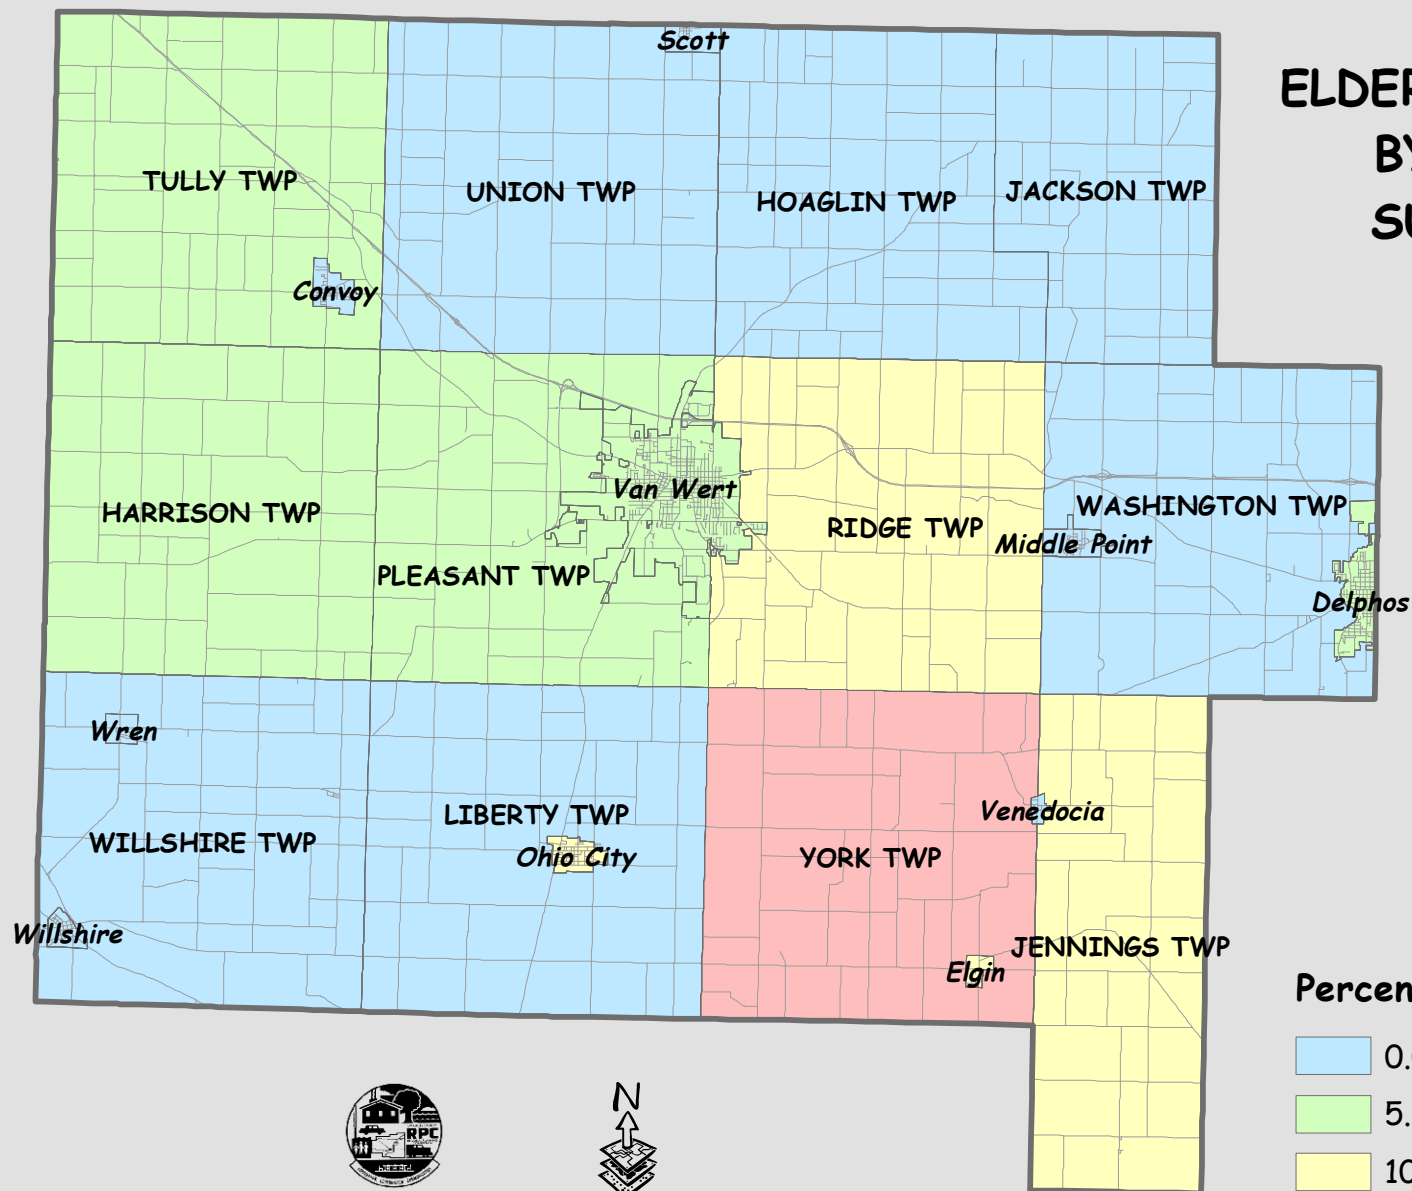 Scott
ELDER
BY
SU
TULLY TWP
UNION TWP
HOAGLIN TWP
JACKSON TWP
Convoy
Van Wert
HARRISON TWP
PLEASANT TWP
RIDGE TWP
WASHINGTON TWP
Middle Point
Delphos
Wren
LIBERTY TWP
WILLSHIRE TWP
Ohio City
Venedocia
YORK TWP
Willshire
JENNINGS TWP
Elgin
Percen
0.
5.
10
N
RPC